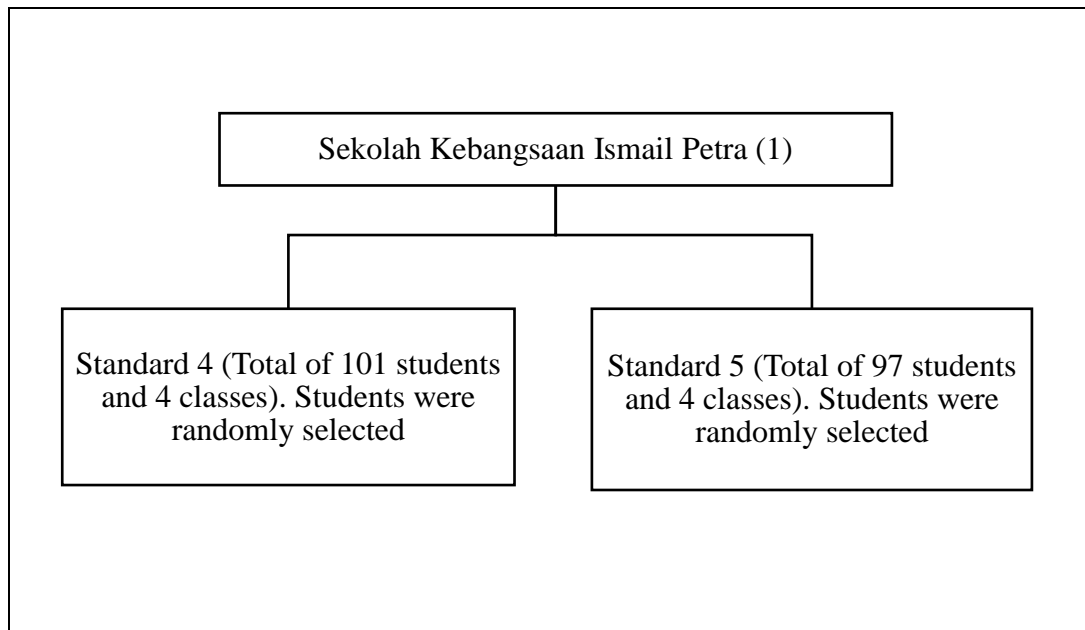 Sekolah Kebangsaan Ismail Petra (1)
Standard 4 (Total of 101 students
and 4 classes). Students were
randomly selected
Standard 5 (Total of 97 students
and 4 classes). Students were
randomly selected